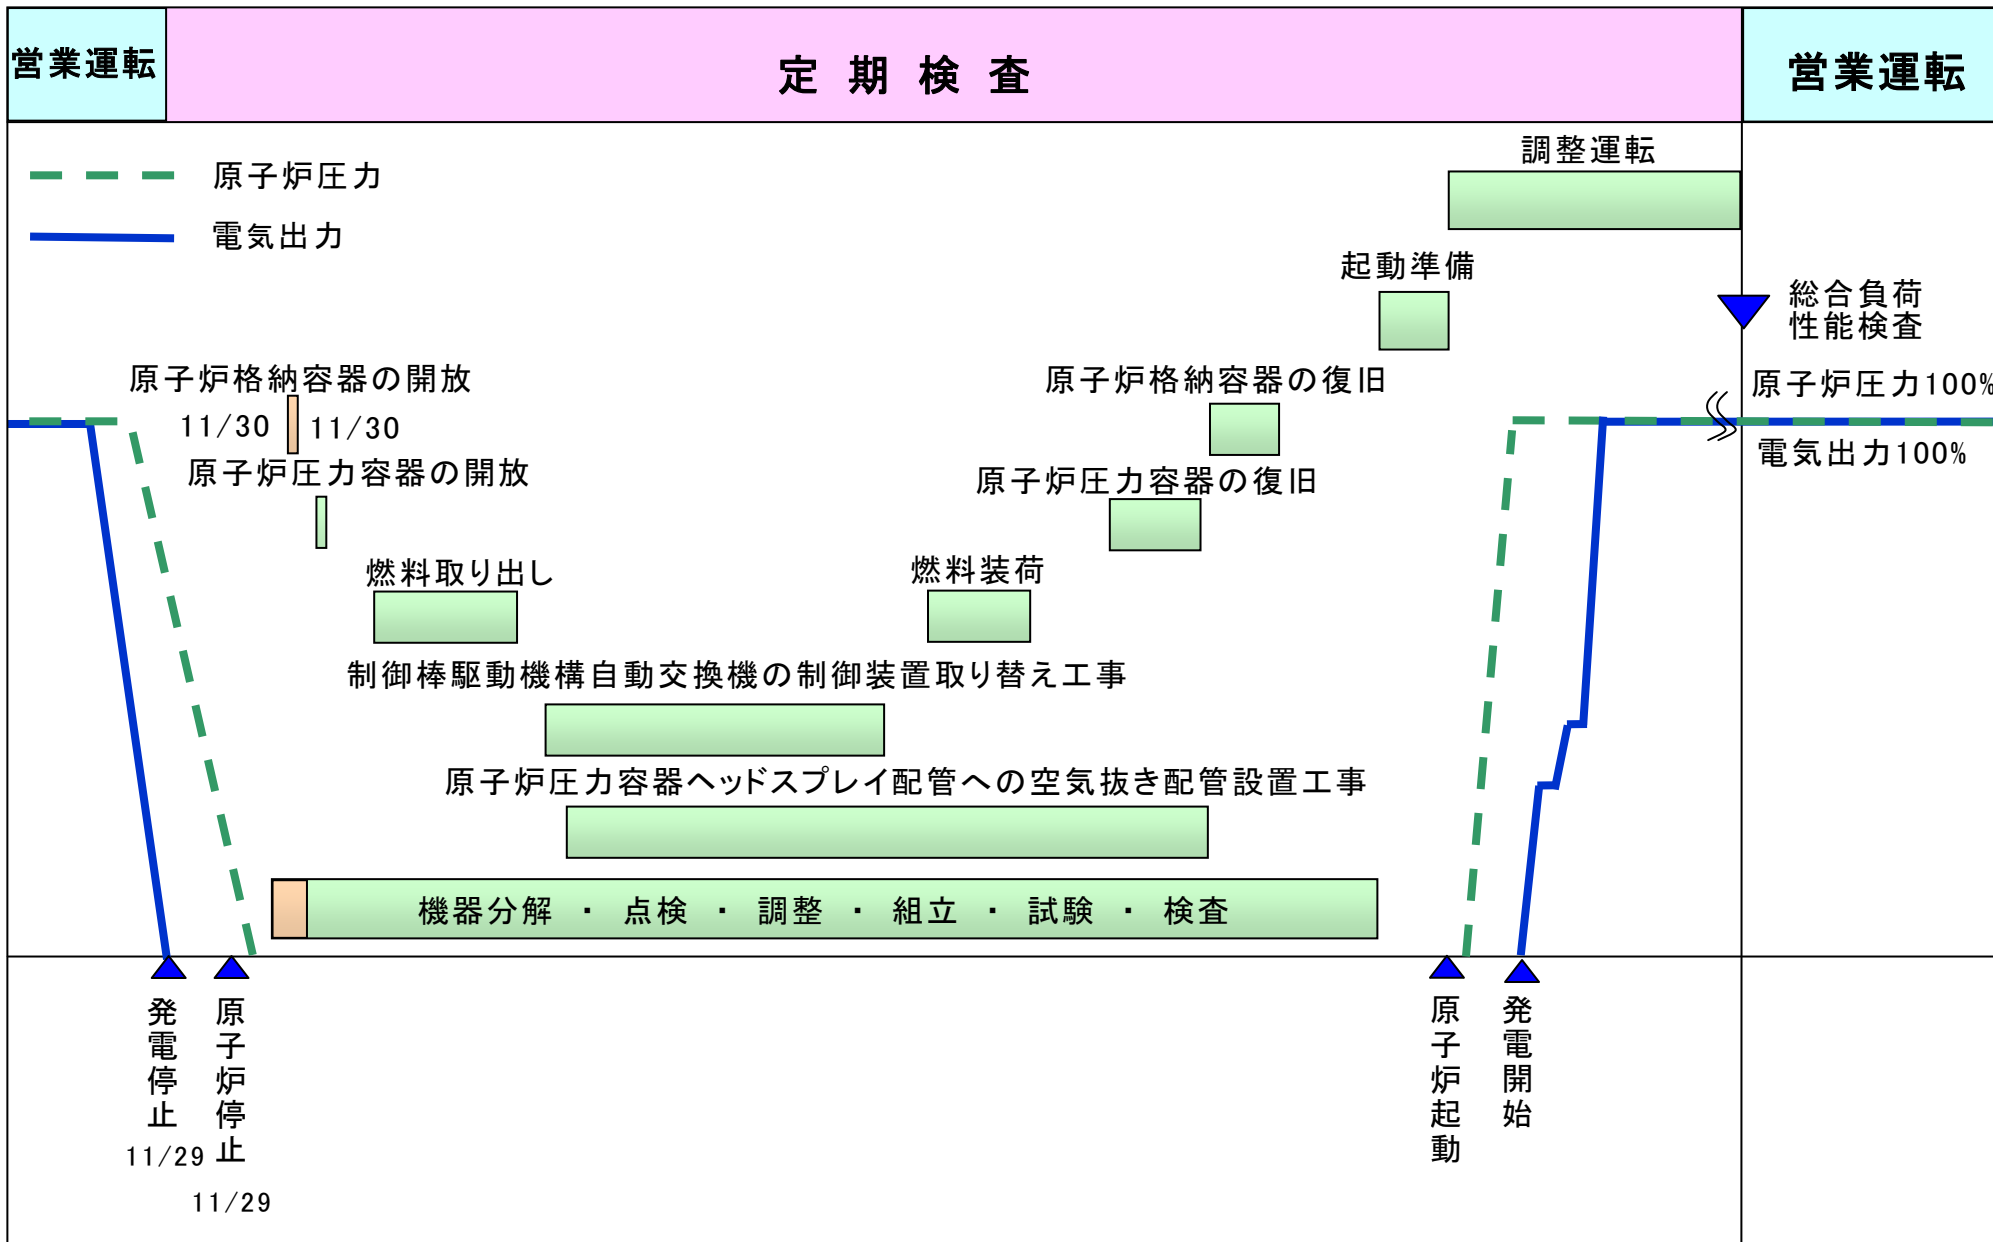 営業運転
定期検査
営業運転
原子炉圧力
電気出力
調整運転
起動準備
総合負荷
性能検査
原子炉格納容器の開放
11/30
11/30
原子炉格納容器の復旧
原子炉圧力100%
電気出力100%
原子炉圧力容器の開放
原子炉圧力容器の復旧
燃料取り出し
燃料装荷
制御棒駆動機構自動交換機の制御装置取り替え工事
原子炉圧力容器ヘッドスプレイ配管への空気抜き配管設置工事
機器分解 ・ 点検 ・ 調整 ・ 組立 ・ 試験 ・ 検査
発電停止
11/29
原子炉停止
11/29
原子炉起動
発電開始